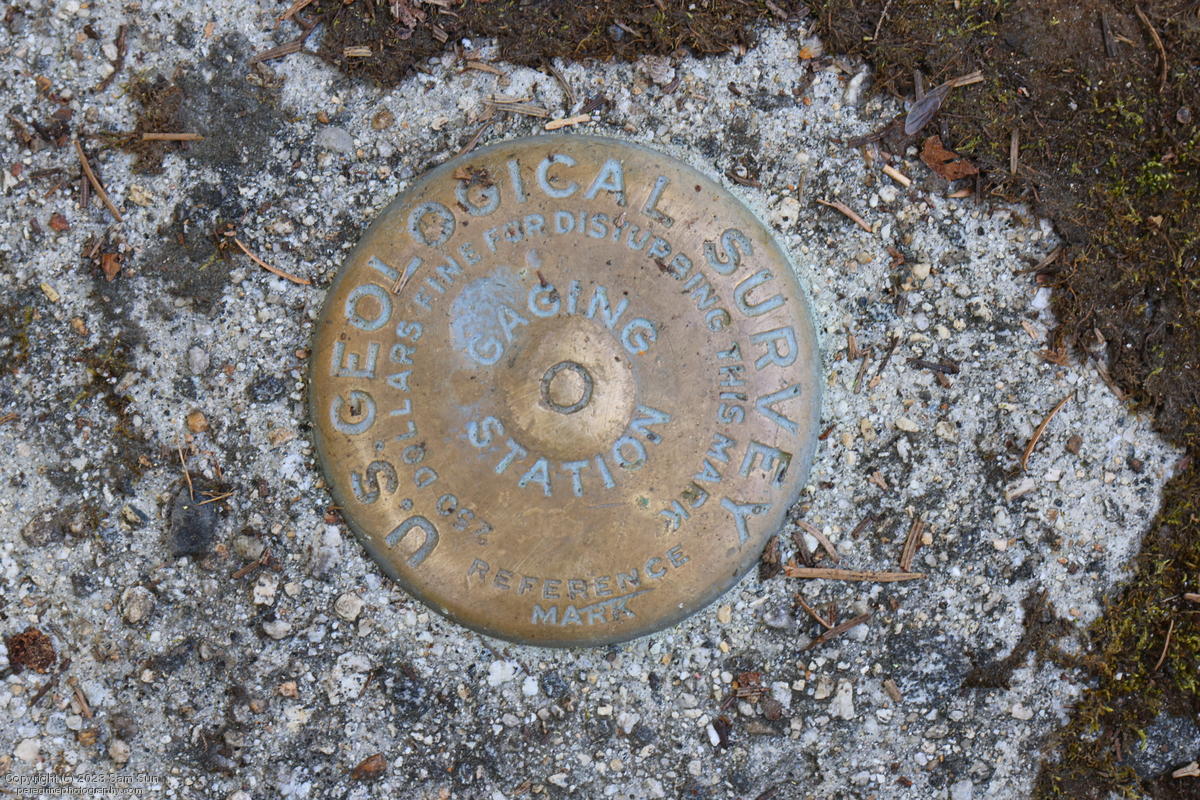 U.S. GEOLOGICAL SURVEY
250 DOLLARS FINE FOR DISTURBING THIS MARK
GAGING
STATION
REFERENCE
MARK
Copyright (C) 2023 Sam Sun
peregrinephotography.com